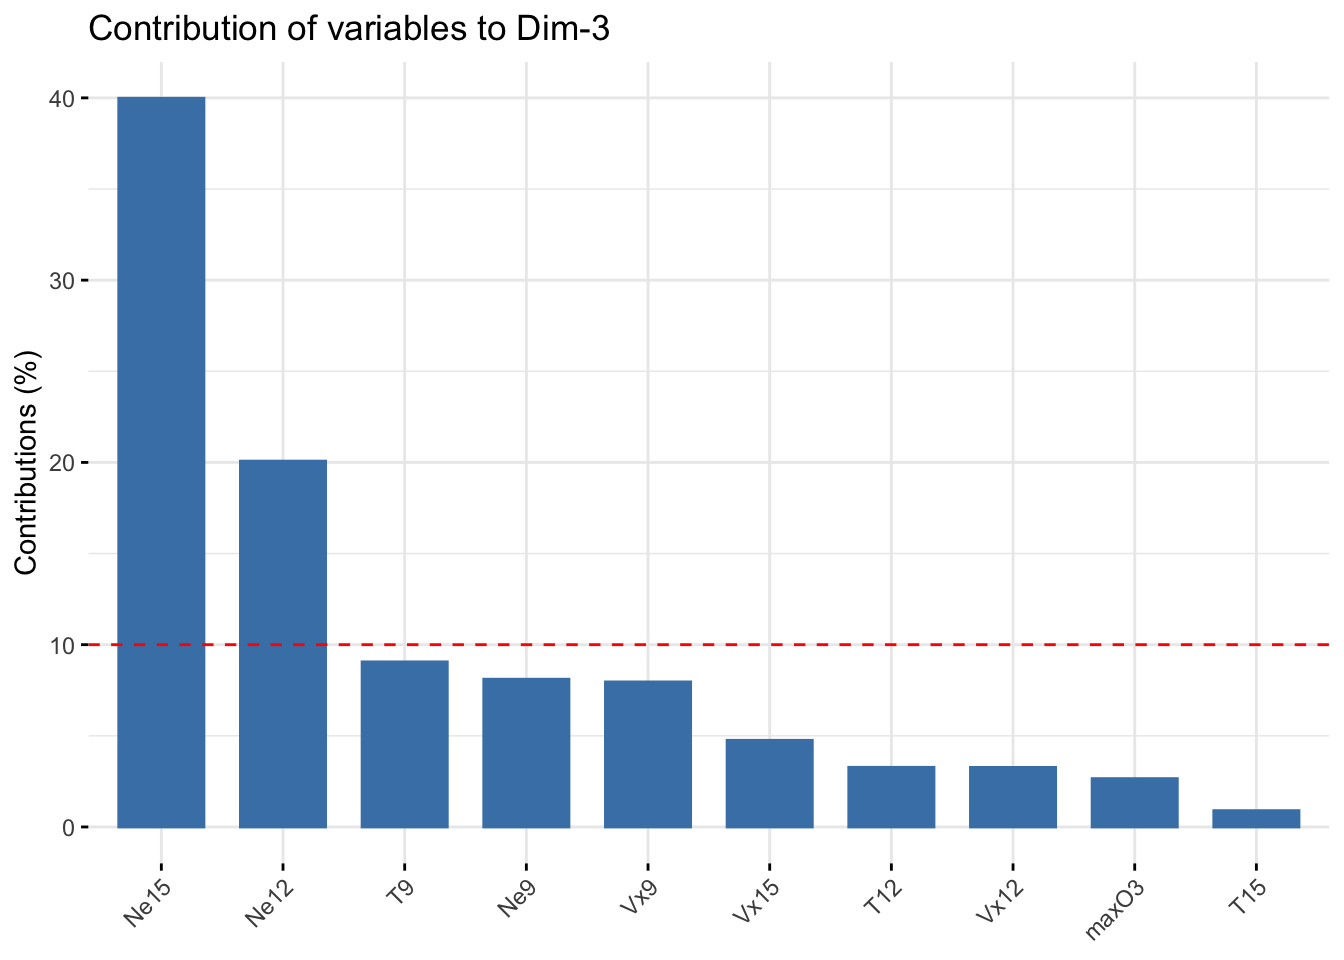 Contribution of variables to Dim-3
Contributions (%)
40
30
20
10
0
Ne15
Ne12
T9
Ne9
Vx9
Vx15
T12
Vx12
maxO3
T15